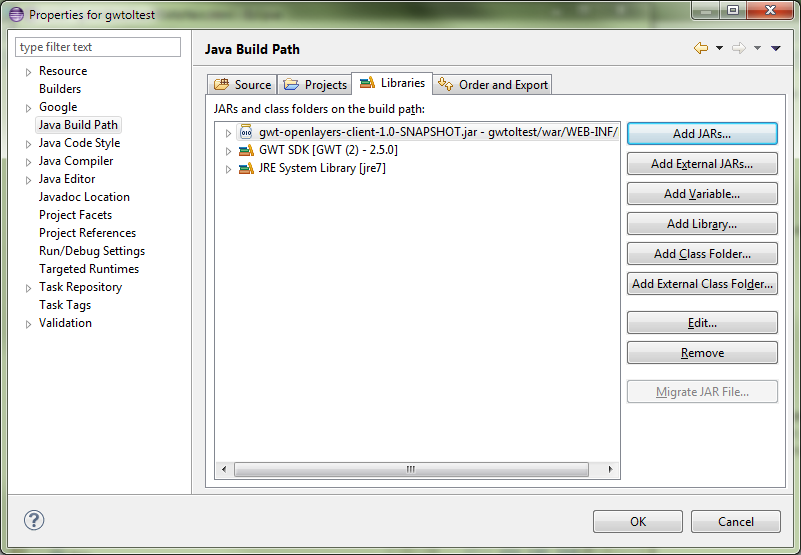 Properties for gwtoltest
type filter text
Resource
Builders
Google
Java Build Path
Java Code Style
Java Compiler
Java Editor
Javadoc Location
Project Facets
Project References
Run/Debug Settings
Targeted Runtimes
Task Repository
Task Tags
Validation
Java Build Path
Source Projects Libraries Order and Export
JARs and class folders on the build path:
gwt-openlayers-client-1.0-SNAPSHOT.jar - gwtoltest/war/WEB-INF/
GWT SDK [GWT (2) - 2.5.0]
JRE System Library [jre7]
Add JARs...
Add External JARs...
Add Variable...
Add Library...
Add Class Folder...
Add External Class Folder...
Edit...
Remove
Migrate JAR File...
OK Cancel